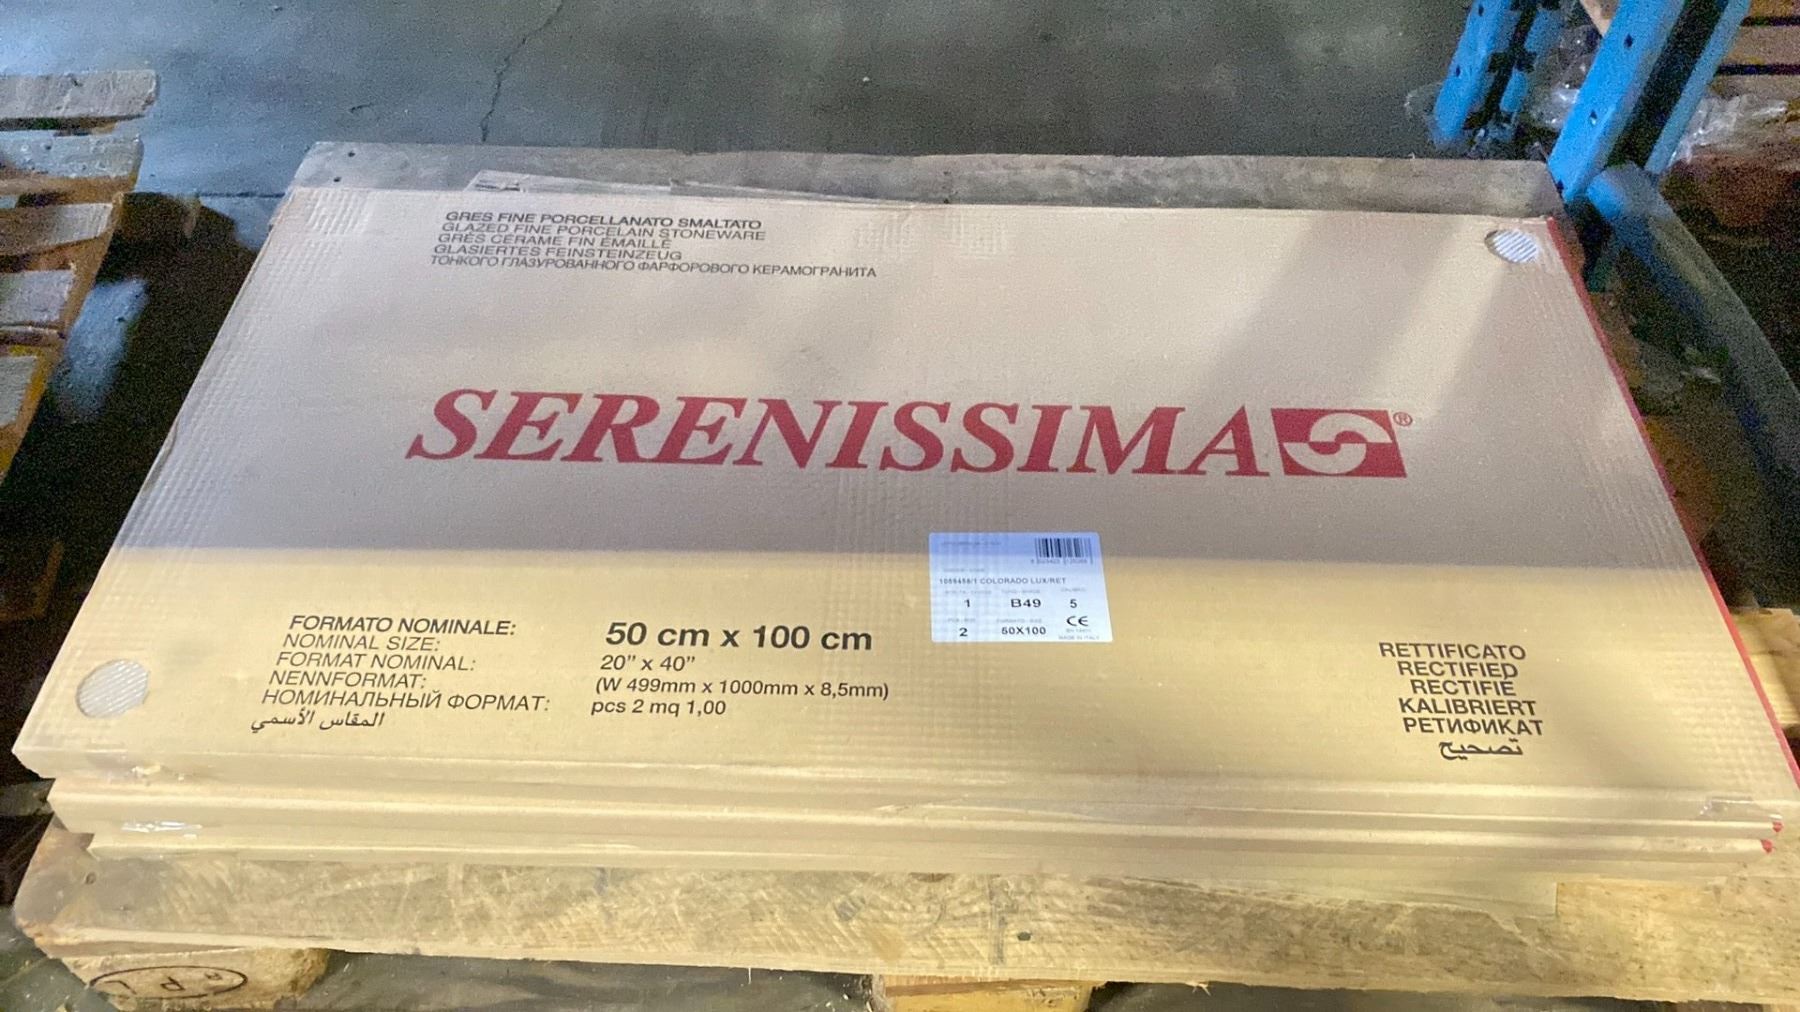 GRES FINE PORCELLANATO SMALTATO
GLAZED FINE PORCELAIN STONEWARE
GRÈS CÉRAME FIN ÉMAILLÉ
GLASIERTES FEINSTEINZEUG
ТОНКОГО ГЛАЗУРОВАННОГО ФАРФОРОВОГО КЕРАМОГРАНИТА
SERENISSIMA ®
COLORADO LUX/RET
1 B49 5
2 50X100 CE
MADE IN ITALY
FORMATO NOMINALE: 50 cm x 100 cm
NOMINAL SIZE:
FORMAT NOMINAL: 20" x 40"
NENNFORMAT: (W 499mm x 1000mm x 8,5mm)
НОМИНАЛЬНЫЙ ФОРМАТ: pcs 2 mq 1,00
المقاس الأسمي
RETTIFICATO
RECTIFIED
RECTIFIÉ
KALIBRIERT
РЕТИФИКАТ
تصحيح